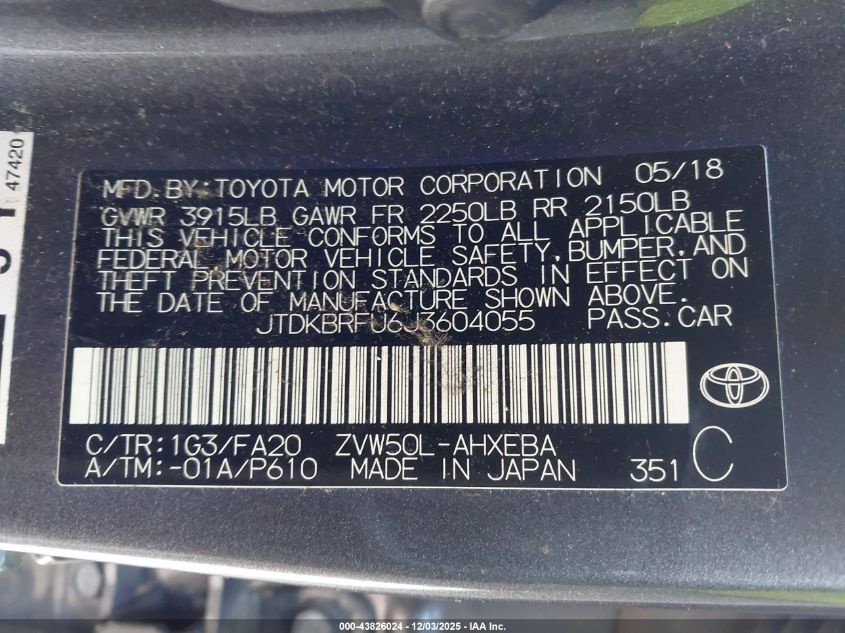 47420
MFD.BY:TOYOTA MOTOR CORPORATION 05/18
GVWR 3915LB GAWR FR 2250LB RR 2150LB
THIS VEHICLE CONFORMS TO ALL APPLICABLE
FEDERAL MOTOR VEHICLE SAFETY,BUMPER,AND
THEFT PREVENTION STANDARDS IN EFFECT ON
THE DATE OF MANUFACTURE SHOWN ABOVE.
JTDKBRFU6J3604055 PASS.CAR
C/TR:1G3/FA20 ZVW50L-AHXEBA
A/TM:-01A/P610 MADE IN JAPAN 351 C
000-43826024 - 12/03/2025 - IAA, Inc.